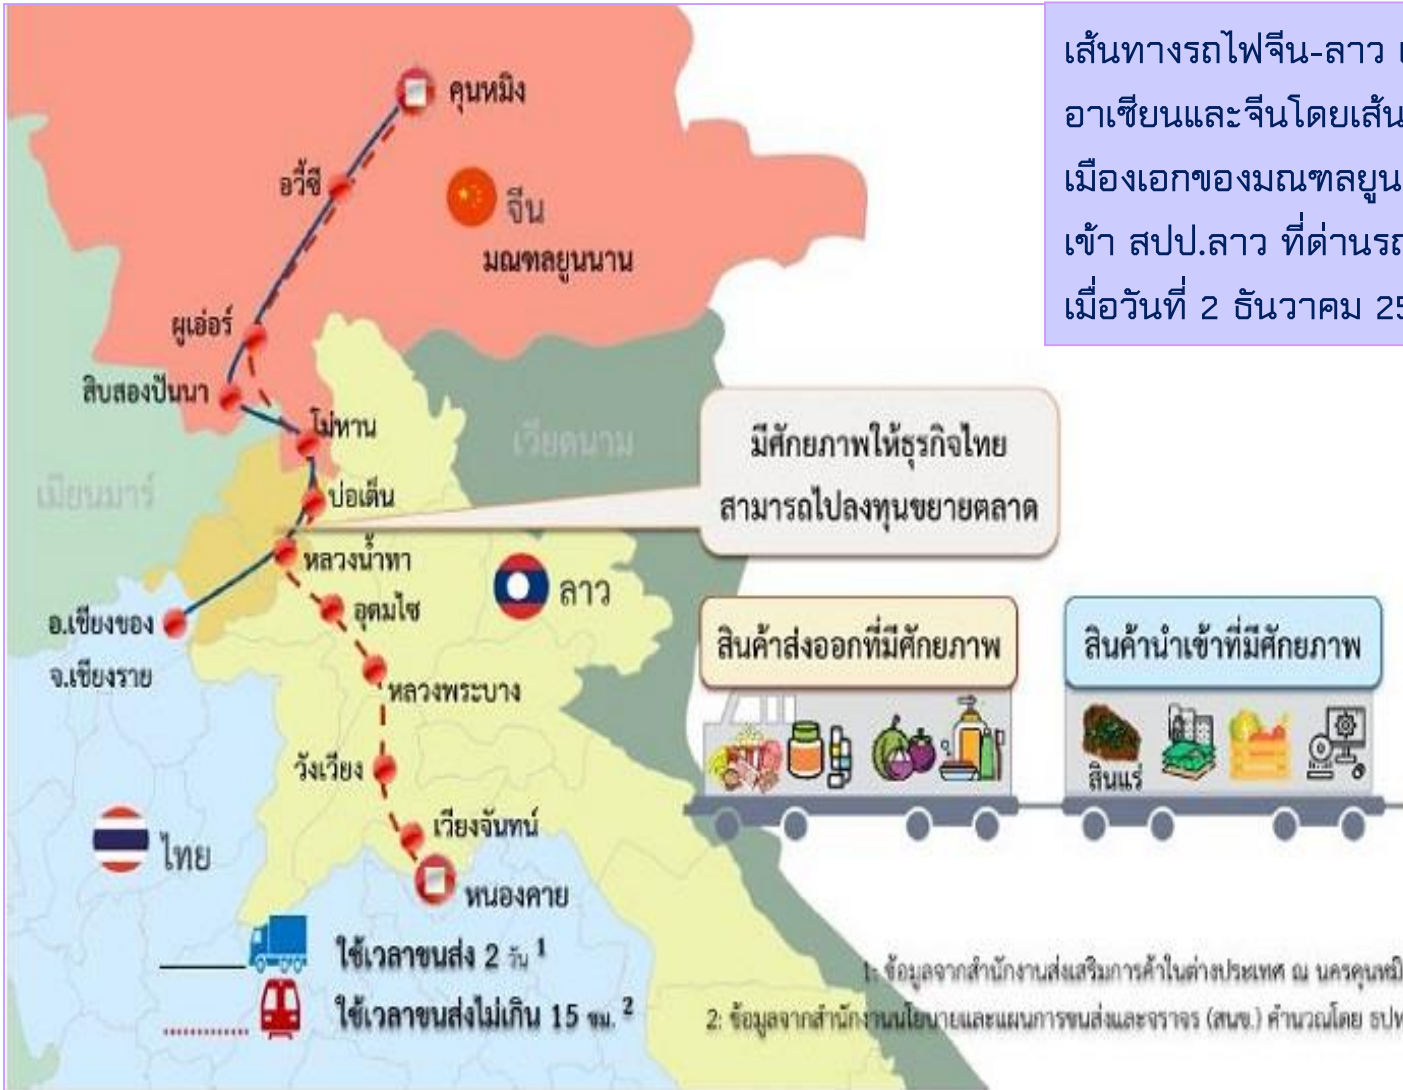 เส้นทางรถไฟจีน-ลาว
อาเซียนและจีนโดยเส้น
เมืองเอกของมณฑลยูน
เข้า สปป.ลาว ที่ด่านรถ
เมื่อวันที่ 2 ธันวาคม 25
คุนหมิง
อวี้ซี
จีน
มณฑลยูนนาน
ผูเอ่อร์
สิบสองปันนา
โม่หาน
เวียดนาม
เมียนมาร์
บ่อเต็น
มีศักยภาพให้ธุรกิจไทย
สามารถไปลงทุนขยายตลาด
หลวงน้ำทา
ลาว
อุดมไซ
อ.เชียงของ
จ.เชียงราย
หลวงพระบาง
สินค้าส่งออกที่มีศักยภาพ
สินค้านำเข้าที่มีศักยภาพ
สินแร่
วังเวียง
เวียงจันทน์
ไทย
หนองคาย
ใช้เวลาขนส่ง 2 วัน 1
ใช้เวลาขนส่งไม่เกิน 15 ชม. 2
1: ข้อมูลจากสำนักงานส่งเสริมการค้าในต่างประเทศ ณ นครคุนหมิ
2: ข้อมูลจากสำนักงานนโยบายและแผนการขนส่งและจราจร (สนข.) คำนวณโดย ธปท